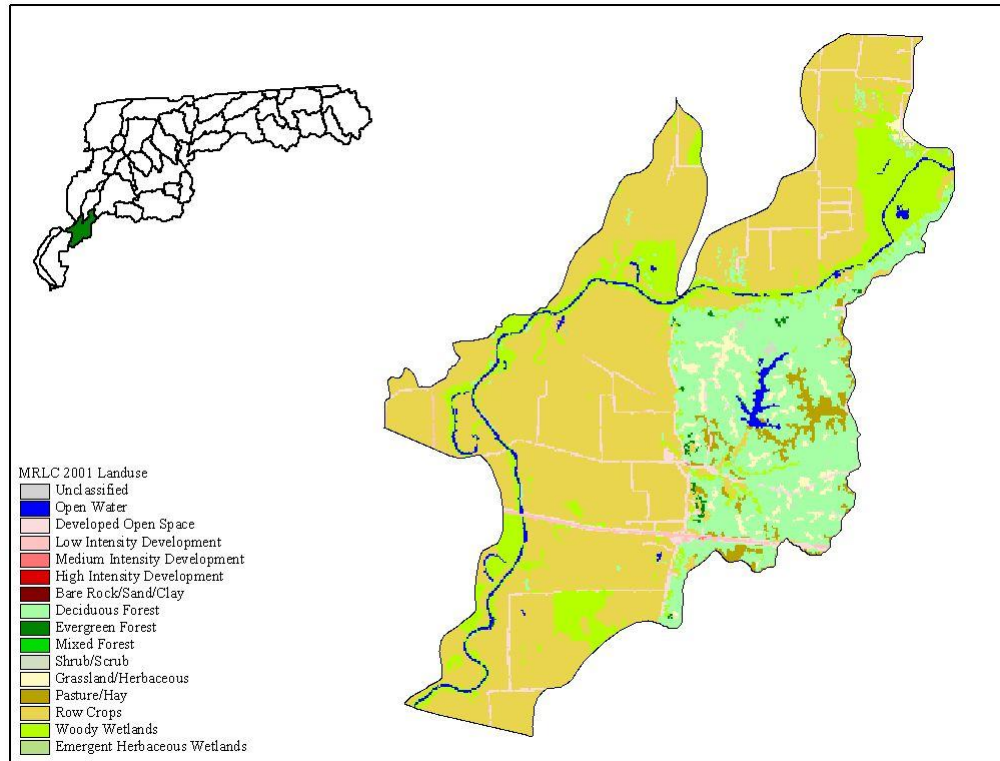 MRLC 2001 Landuse
Unclassified
Open Water
Developed Open Space
Low Intensity Development
Medium Intensity Development
High Intensity Development
Bare Rock/Sand/Clay
Deciduous Forest
Evergreen Forest
Mixed Forest
Shrub/Scrub
Grassland/Herbaceous
Pasture/Hay
Row Crops
Woody Wetlands
Emergent Herbaceous Wetlands